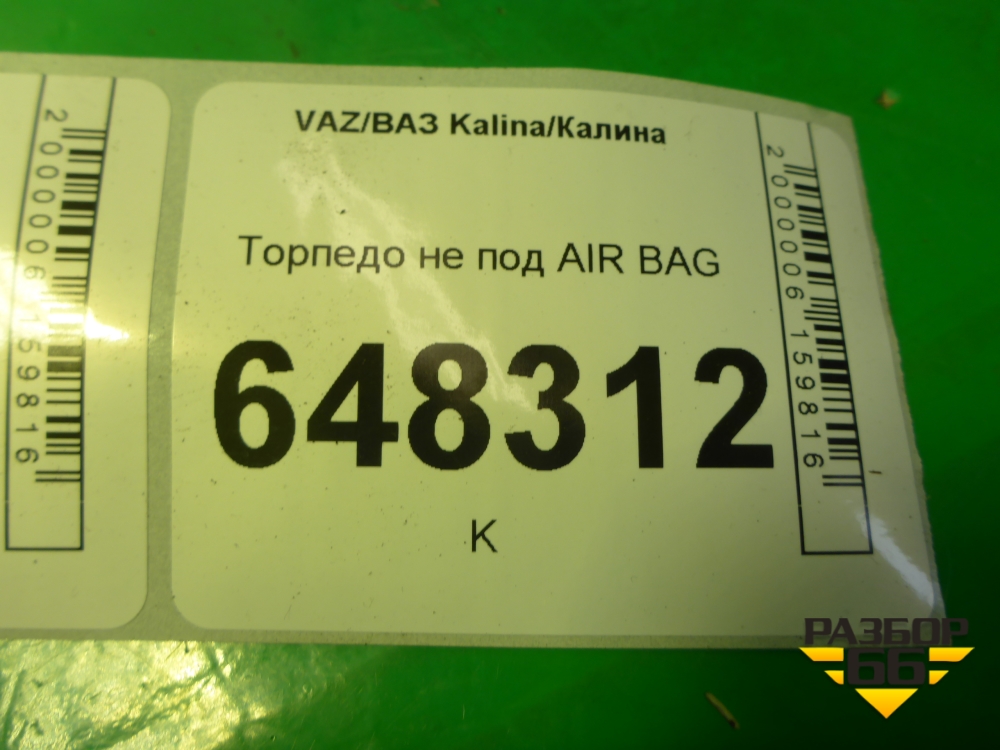 2000006159816
VAZ/ВАЗ Kalina/Калина
Торпедо не под AIR BAG
648312
К
2000006159816
РАЗБОР
66